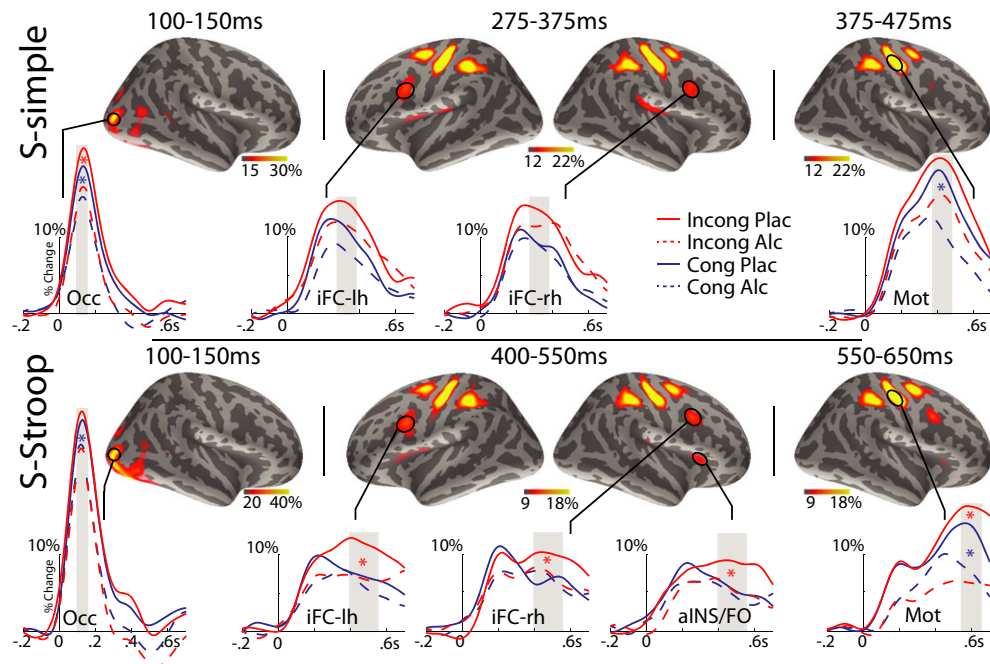 S-simple
100-150ms
275-375ms
375-475ms
15 30%
12 22%
12 22%
*
*
10%
% Change
Occ
-.2 0 .6s
iFC-lh
-.2 0 .6s
iFC-rh
-.2 0 .6s
Incong Plac
Incong Alc
Cong Plac
Cong Alc
*
10%
Mot
-.2 0 .6s
S-Stroop
100-150ms
400-550ms
550-650ms
20 40%
9 18%
9 18%
*
*
10%
% Change
Occ
-.2 0 .2 .6s
10%
*
iFC-lh
-.2 0 .6s
10%
*
iFC-rh
-.2 0 .6s
10%
*
aINS/FO
-.2 0 .6s
10%
*
*
Mot
-.2 0 .6s